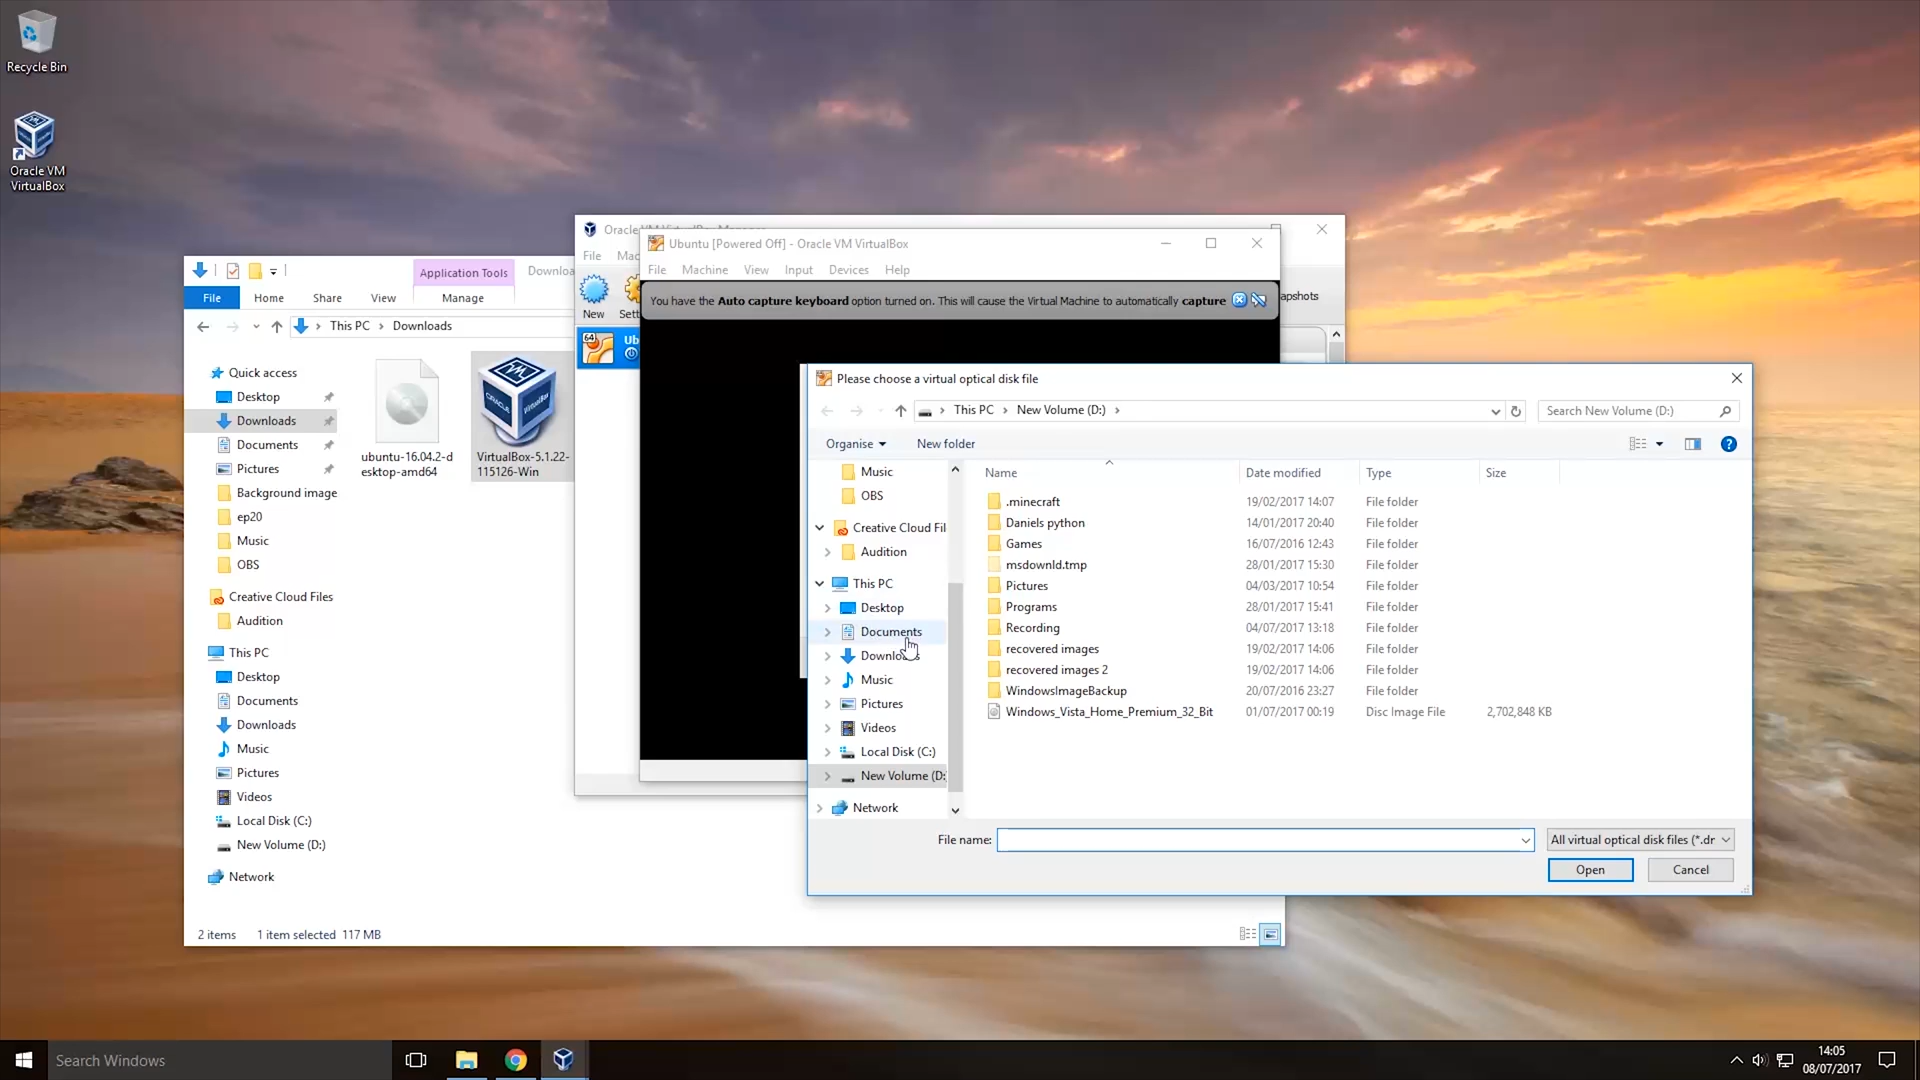 Recycle Bin
Oracle VM
VirtualBox
Application Tools
Downloa
File
Home
Share
View
Manage
This PC
Downloads
Quick access
Desktop
Downloads
Documents
Pictures
Background image
ep20
Music
OBS
Creative Cloud Files
Audition
This PC
Desktop
Documents
Downloads
Music
Pictures
Videos
Local Disk (C:)
New Volume (D:)
Network
ubuntu-16.04.2-d
esktop-amd64
VirtualBox-5.1.22-
115126-Win
2 items
1 item selected 117 MB
File
New
64
Ub
apshots
Ubuntu [Powered Off] - Oracle VM VirtualBox
File
Machine
View
Input
Devices
Help
You have the Auto capture keyboard option turned on. This will cause the Virtual Machine to automatically capture
Please choose a virtual optical disk file
This PC
New Volume (D:)
Search New Volume (D:)
Organise
New folder
Music
OBS
Creative Cloud Fil
Audition
This PC
Desktop
Documents
Downloads
Music
Pictures
Videos
Local Disk (C:)
New Volume (D:
Network
Name
Date modified
Type
Size
.minecraft 19/02/2017 14:07 File folder
Daniels python 14/01/2017 20:40 File folder
Games 16/07/2016 12:43 File folder
msdownld.tmp 28/01/2017 15:30 File folder
Pictures 04/03/2017 10:54 File folder
Programs 28/01/2017 15:41 File folder
Recording 04/07/2017 13:18 File folder
recovered images 19/02/2017 14:06 File folder
recovered images 2 19/02/2017 14:06 File folder
WindowsImageBackup 20/07/2016 23:27 File folder
Windows_Vista_Home_Premium_32_Bit 01/07/2017 00:19 Disc Image File 2,702,848 KB
File name:
All virtual optical disk files (*.dr
Open
Cancel
Search Windows
14:05
08/07/2017